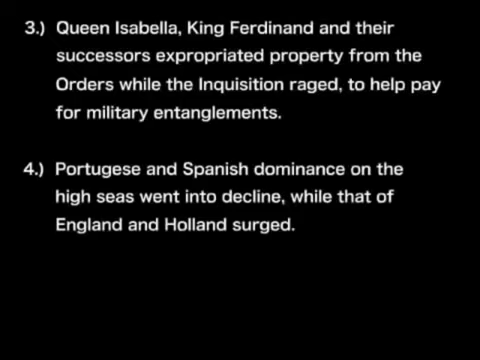 3.) Queen Isabella, King Ferdinand and their
successors expropriated property from the
Orders while the Inquisition raged, to help pay
for military entanglements.
4.) Portugese and Spanish dominance on the
high seas went into decline, while that of
England and Holland surged.